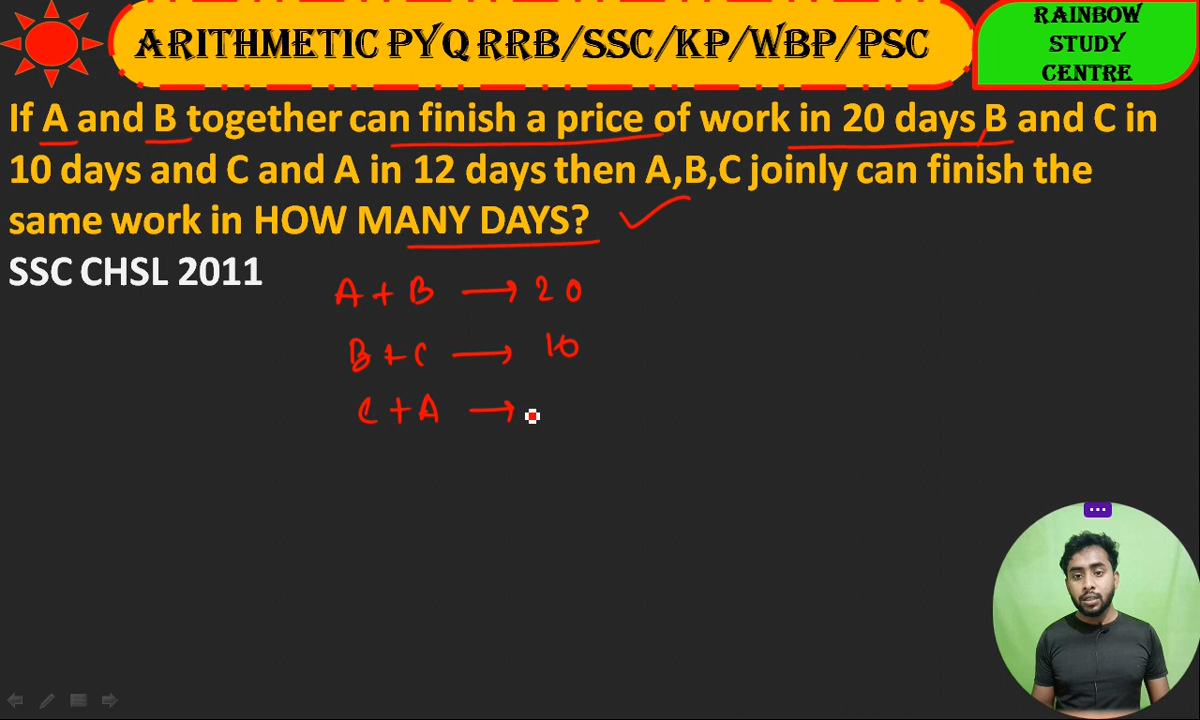 ARITHMETIC PYQ RRB/SSC/KP/WBP/PSC
RAINBOW
STUDY
CENTRE
If A and B together can finish a price of work in 20 days,B and C in
10 days and C and A in 12 days then A,B,C joinly can finish the
same work in HOW MANY DAYS?
SSC CHSL 2011
A + B → 20
B + C → 10
C + A →